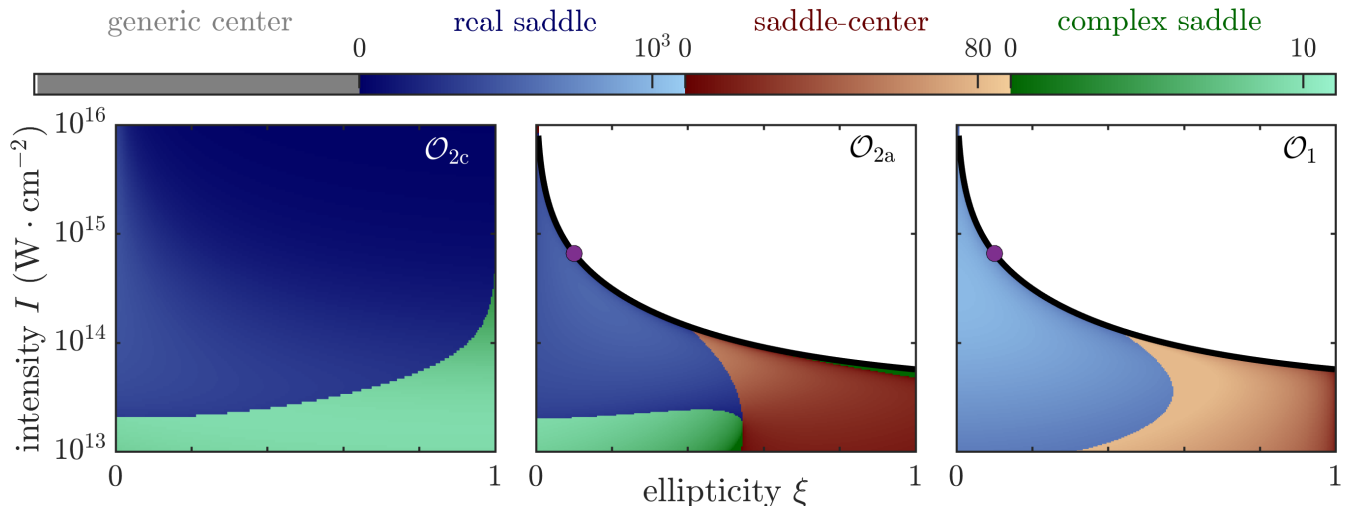 generic center real saddle saddle-center complex saddle
0 10³ 0 80 0 10
intensity I (W · cm⁻²)
10¹⁶
10¹⁵
10¹⁴
10¹³
𝒪₂c 𝒪₂a 𝒪₁
0 1 0 1 0 1
ellipticity ξ